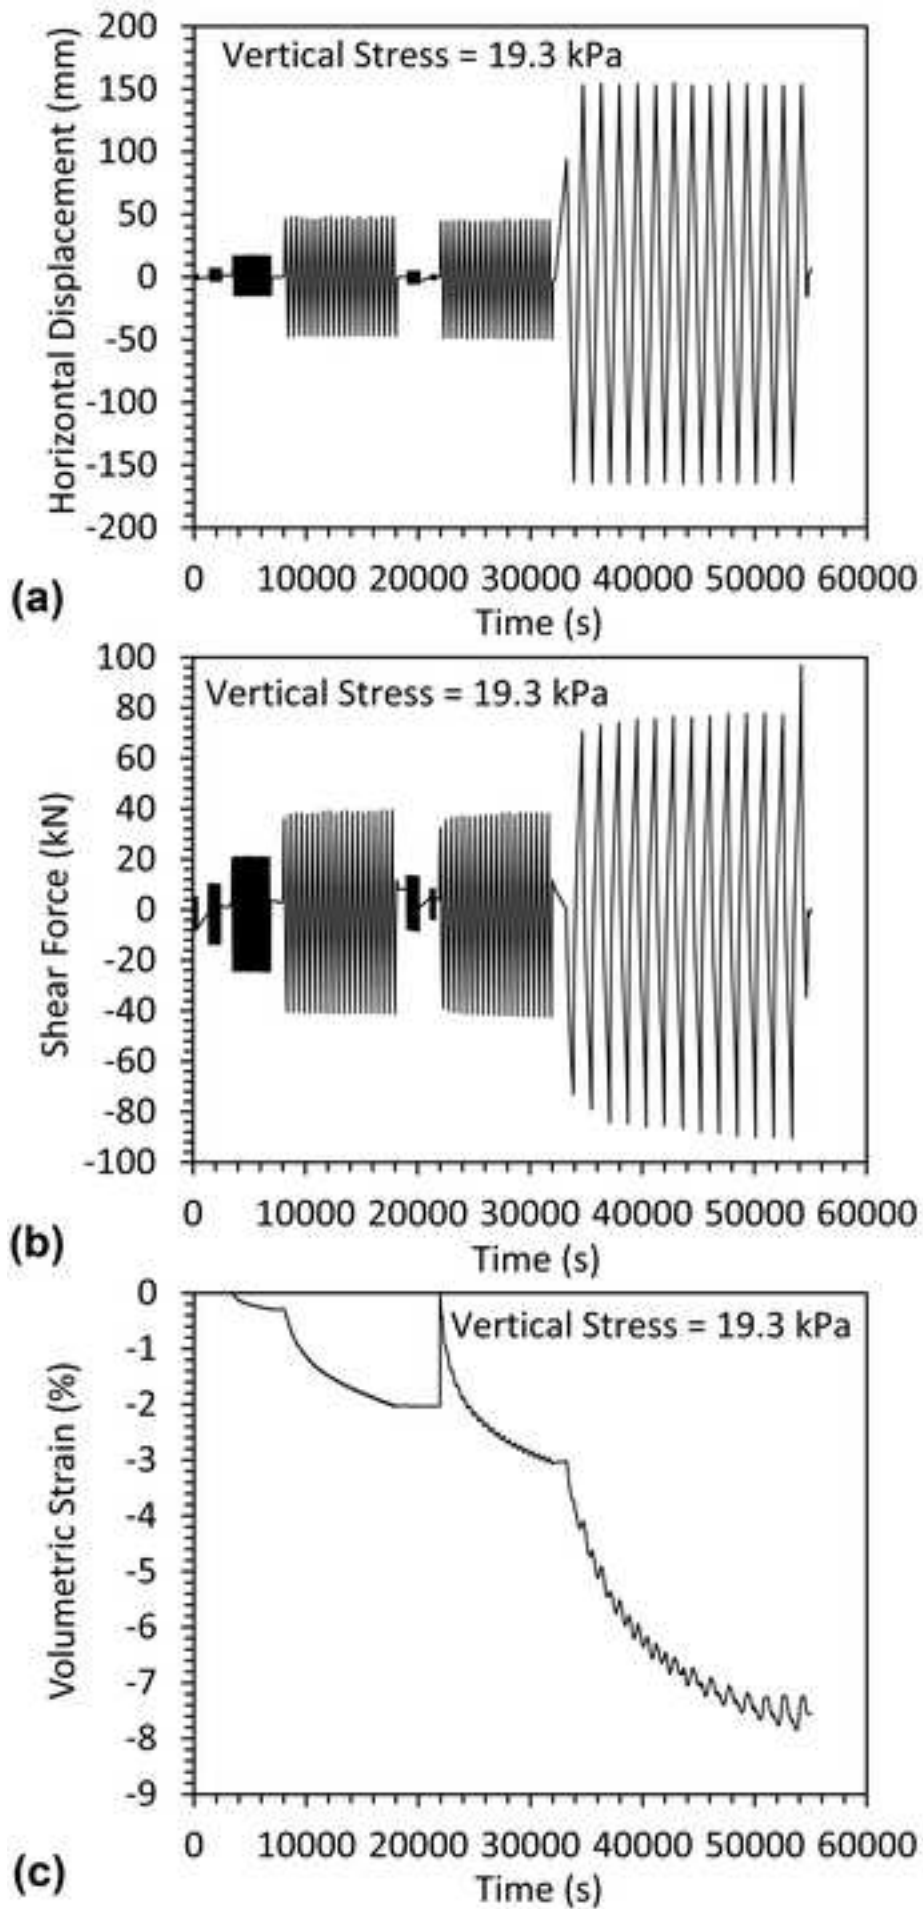 Horizontal Displacement (mm)
200
150
100
50
0
-50
-100
-150
-200
Vertical Stress = 19.3 kPa
0 10000 20000 30000 40000 50000 60000
Time (s)
(a)
Shear Force (kN)
100
80
60
40
20
0
-20
-40
-60
-80
-100
Vertical Stress = 19.3 kPa
0 10000 20000 30000 40000 50000 60000
Time (s)
(b)
Volumetric Strain (%)
0
-1
-2
-3
-4
-5
-6
-7
-8
-9
Vertical Stress = 19.3 kPa
0 10000 20000 30000 40000 50000 60000
Time (s)
(c)